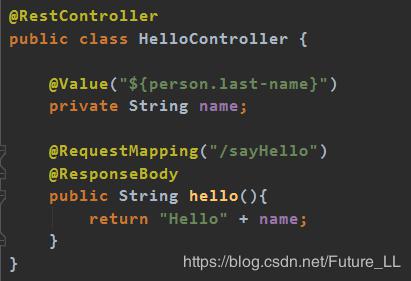 @RestController
public class HelloController {
@Value("${person.last-name}")
private String name;
@RequestMapping("/sayHello")
@ResponseBody
public String hello(){
return "Hello" + name;
}
}
https://blog.csdn.net/Future_LL